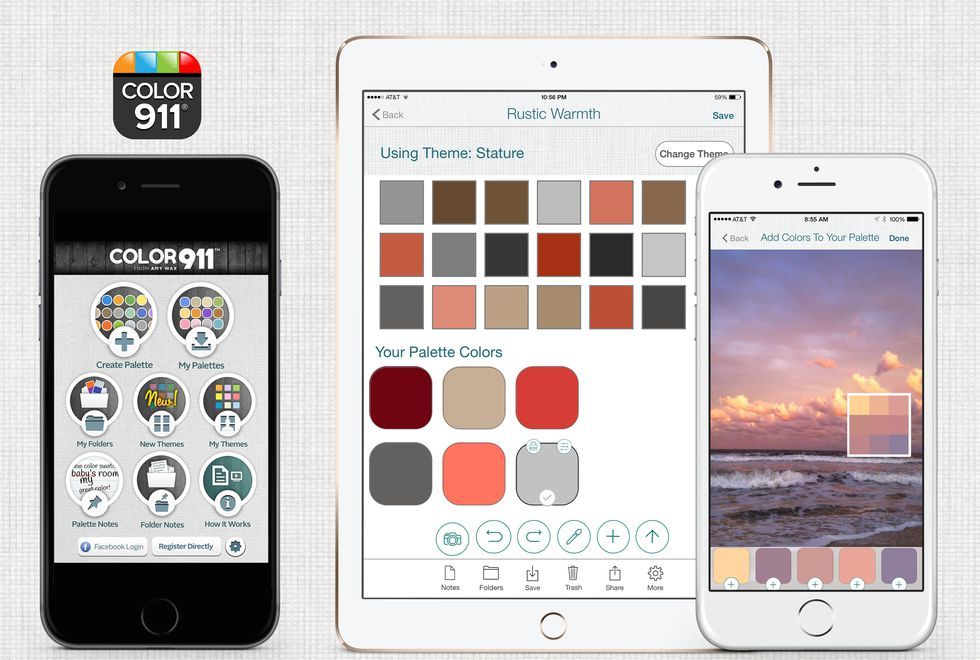 COLOR
911®
COLOR911™
FROM AMY WAX
Create Palette
My Palettes
My Folders
New!
New Themes
My Themes
new color swatc
baby's room
my
great color!
Palette Notes
Folder Notes
How It Works
f Facebook Login
Register Directly
AT&T
10:56 PM
59%
Back
Rustic Warmth
Save
Using Theme: Stature
Change Theme
Your Palette Colors
Notes
Folders
Save
Trash
Share
More
AT&T
8:55 AM
100%
Back
Add Colors To Your Palette
Done